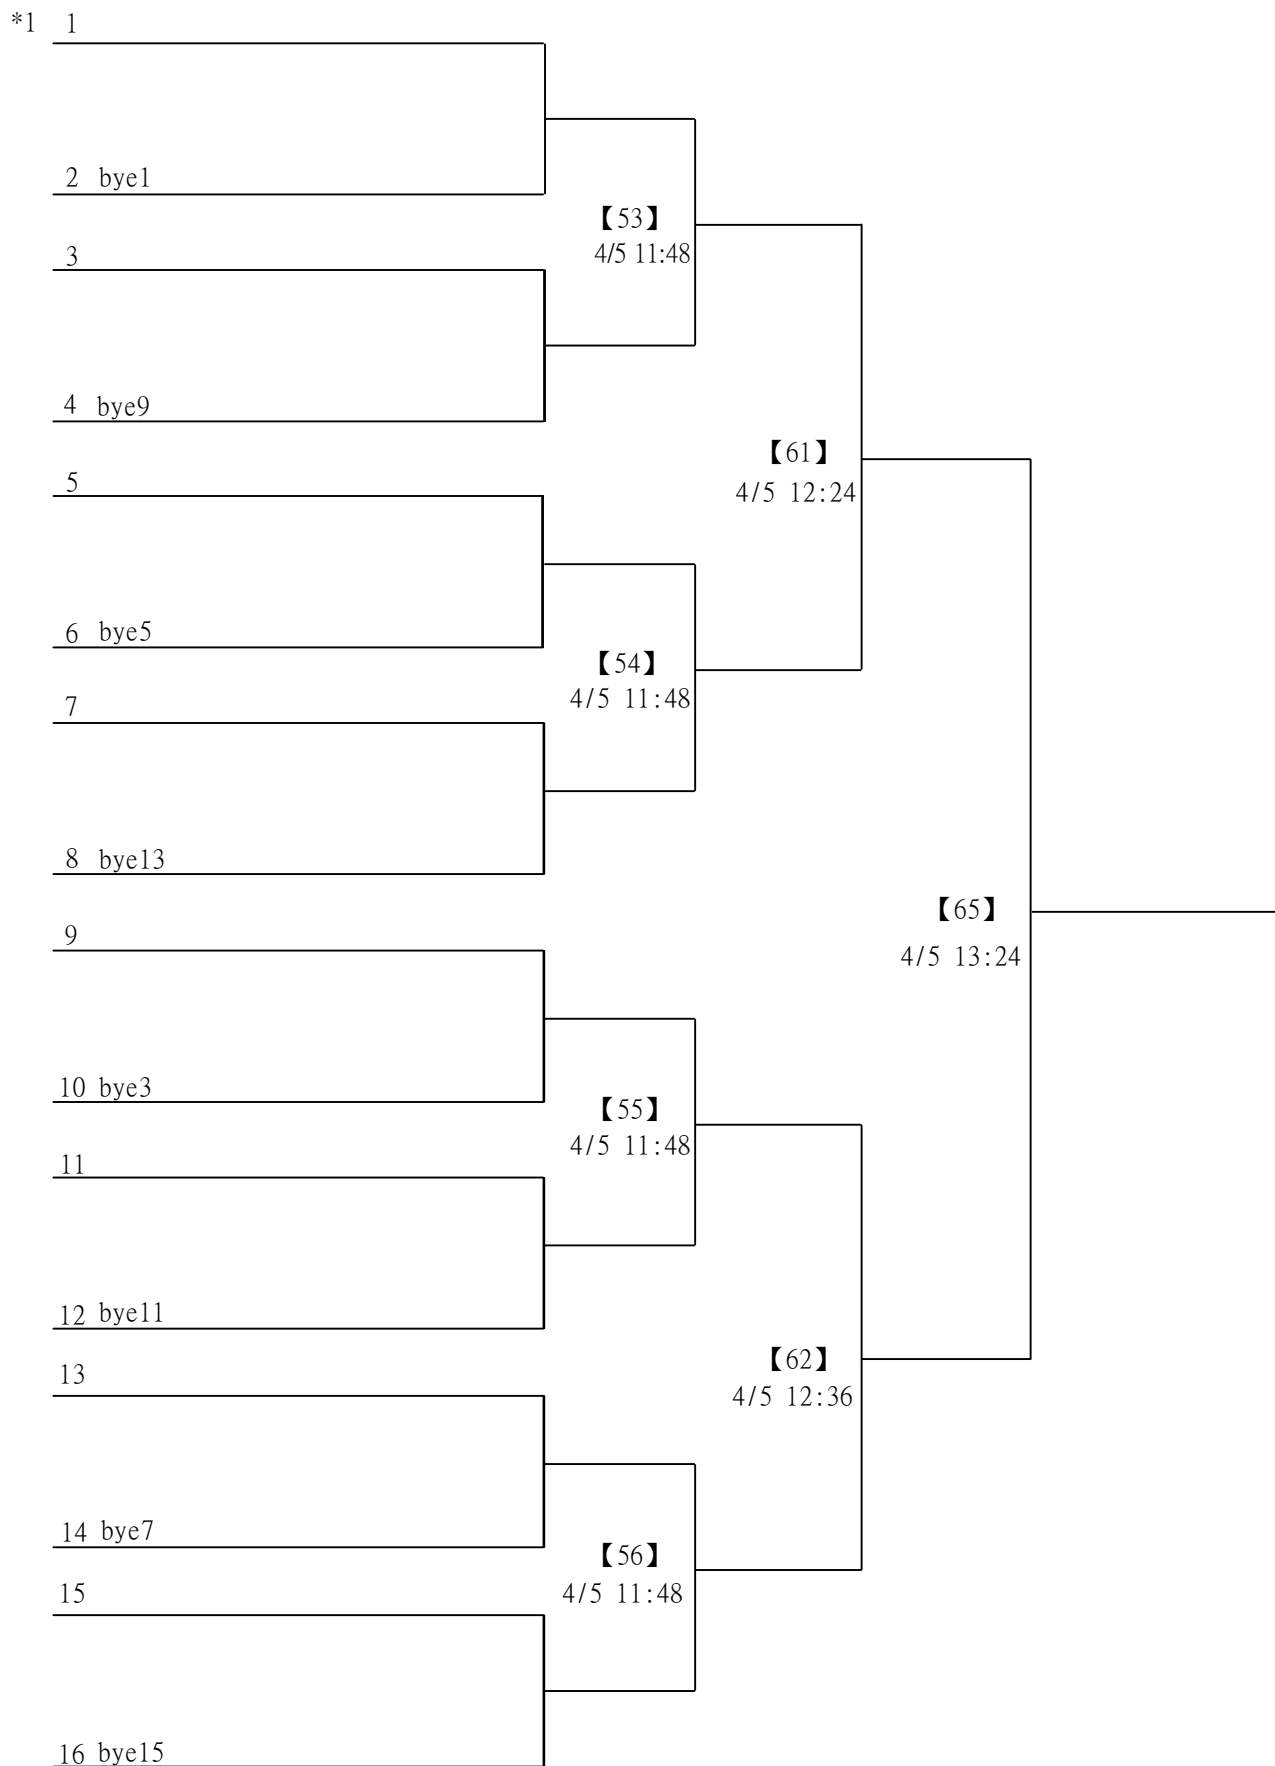 *1 1
2 bye1
【53】
4/5 11:48
3
4 bye9
【61】
4/5 12:24
5
6 bye5
【54】
4/5 11:48
7
8 bye13
【65】
4/5 13:24
9
10 bye3
【55】
4/5 11:48
11
12 bye11
【62】
4/5 12:36
13
14 bye7
【56】
4/5 11:48
15
16 bye15